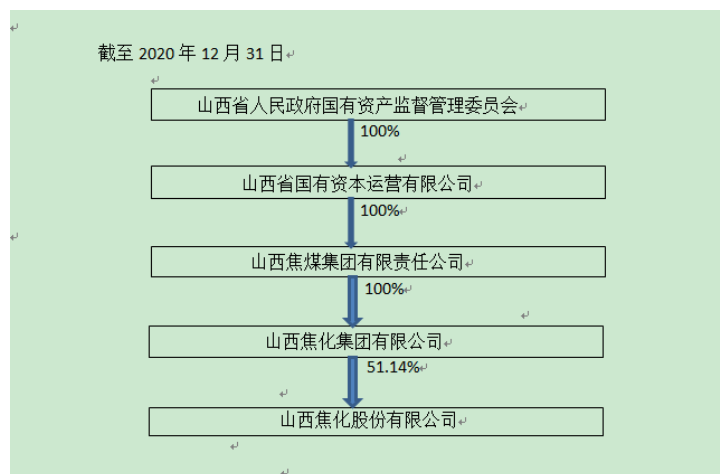 截至 2020 年 12 月 31 日
山西省人民政府国有资产监督管理委员会
100%
山西省国有资本运营有限公司
100%
山西焦煤集团有限责任公司
100%
山西焦化集团有限公司
51.14%
山西焦化股份有限公司